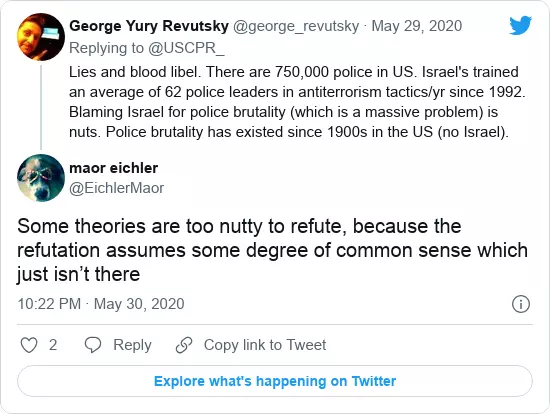 George Yury Revutsky @george_revutsky · May 29, 2020
Replying to @USCPR_
Lies and blood libel. There are 750,000 police in US. Israel's trained
an average of 62 police leaders in antiterrorism tactics/yr since 1992.
Blaming Israel for police brutality (which is a massive problem) is
nuts. Police brutality has existed since 1900s in the US (no Israel).
maor eichler
@EichlerMaor
Some theories are too nutty to refute, because the
refutation assumes some degree of common sense which
just isn’t there
10:22 PM · May 30, 2020
2 Reply Copy link to Tweet
Explore what's happening on Twitter